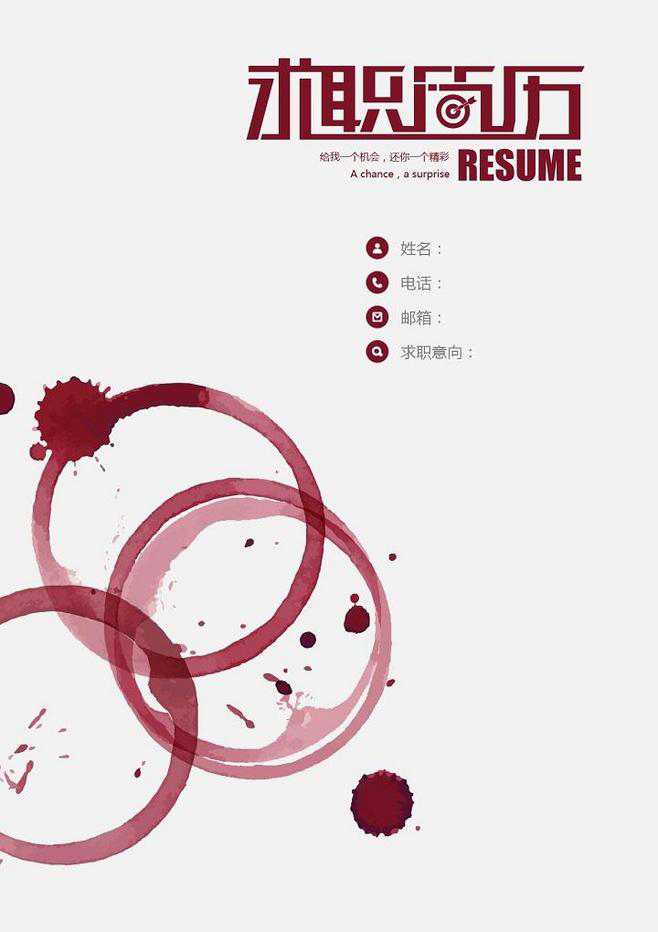 求职简历
给我一个机会，还你一个精彩
A chance , a surprise
RESUME
姓名：
电话：
邮箱：
求职意向：